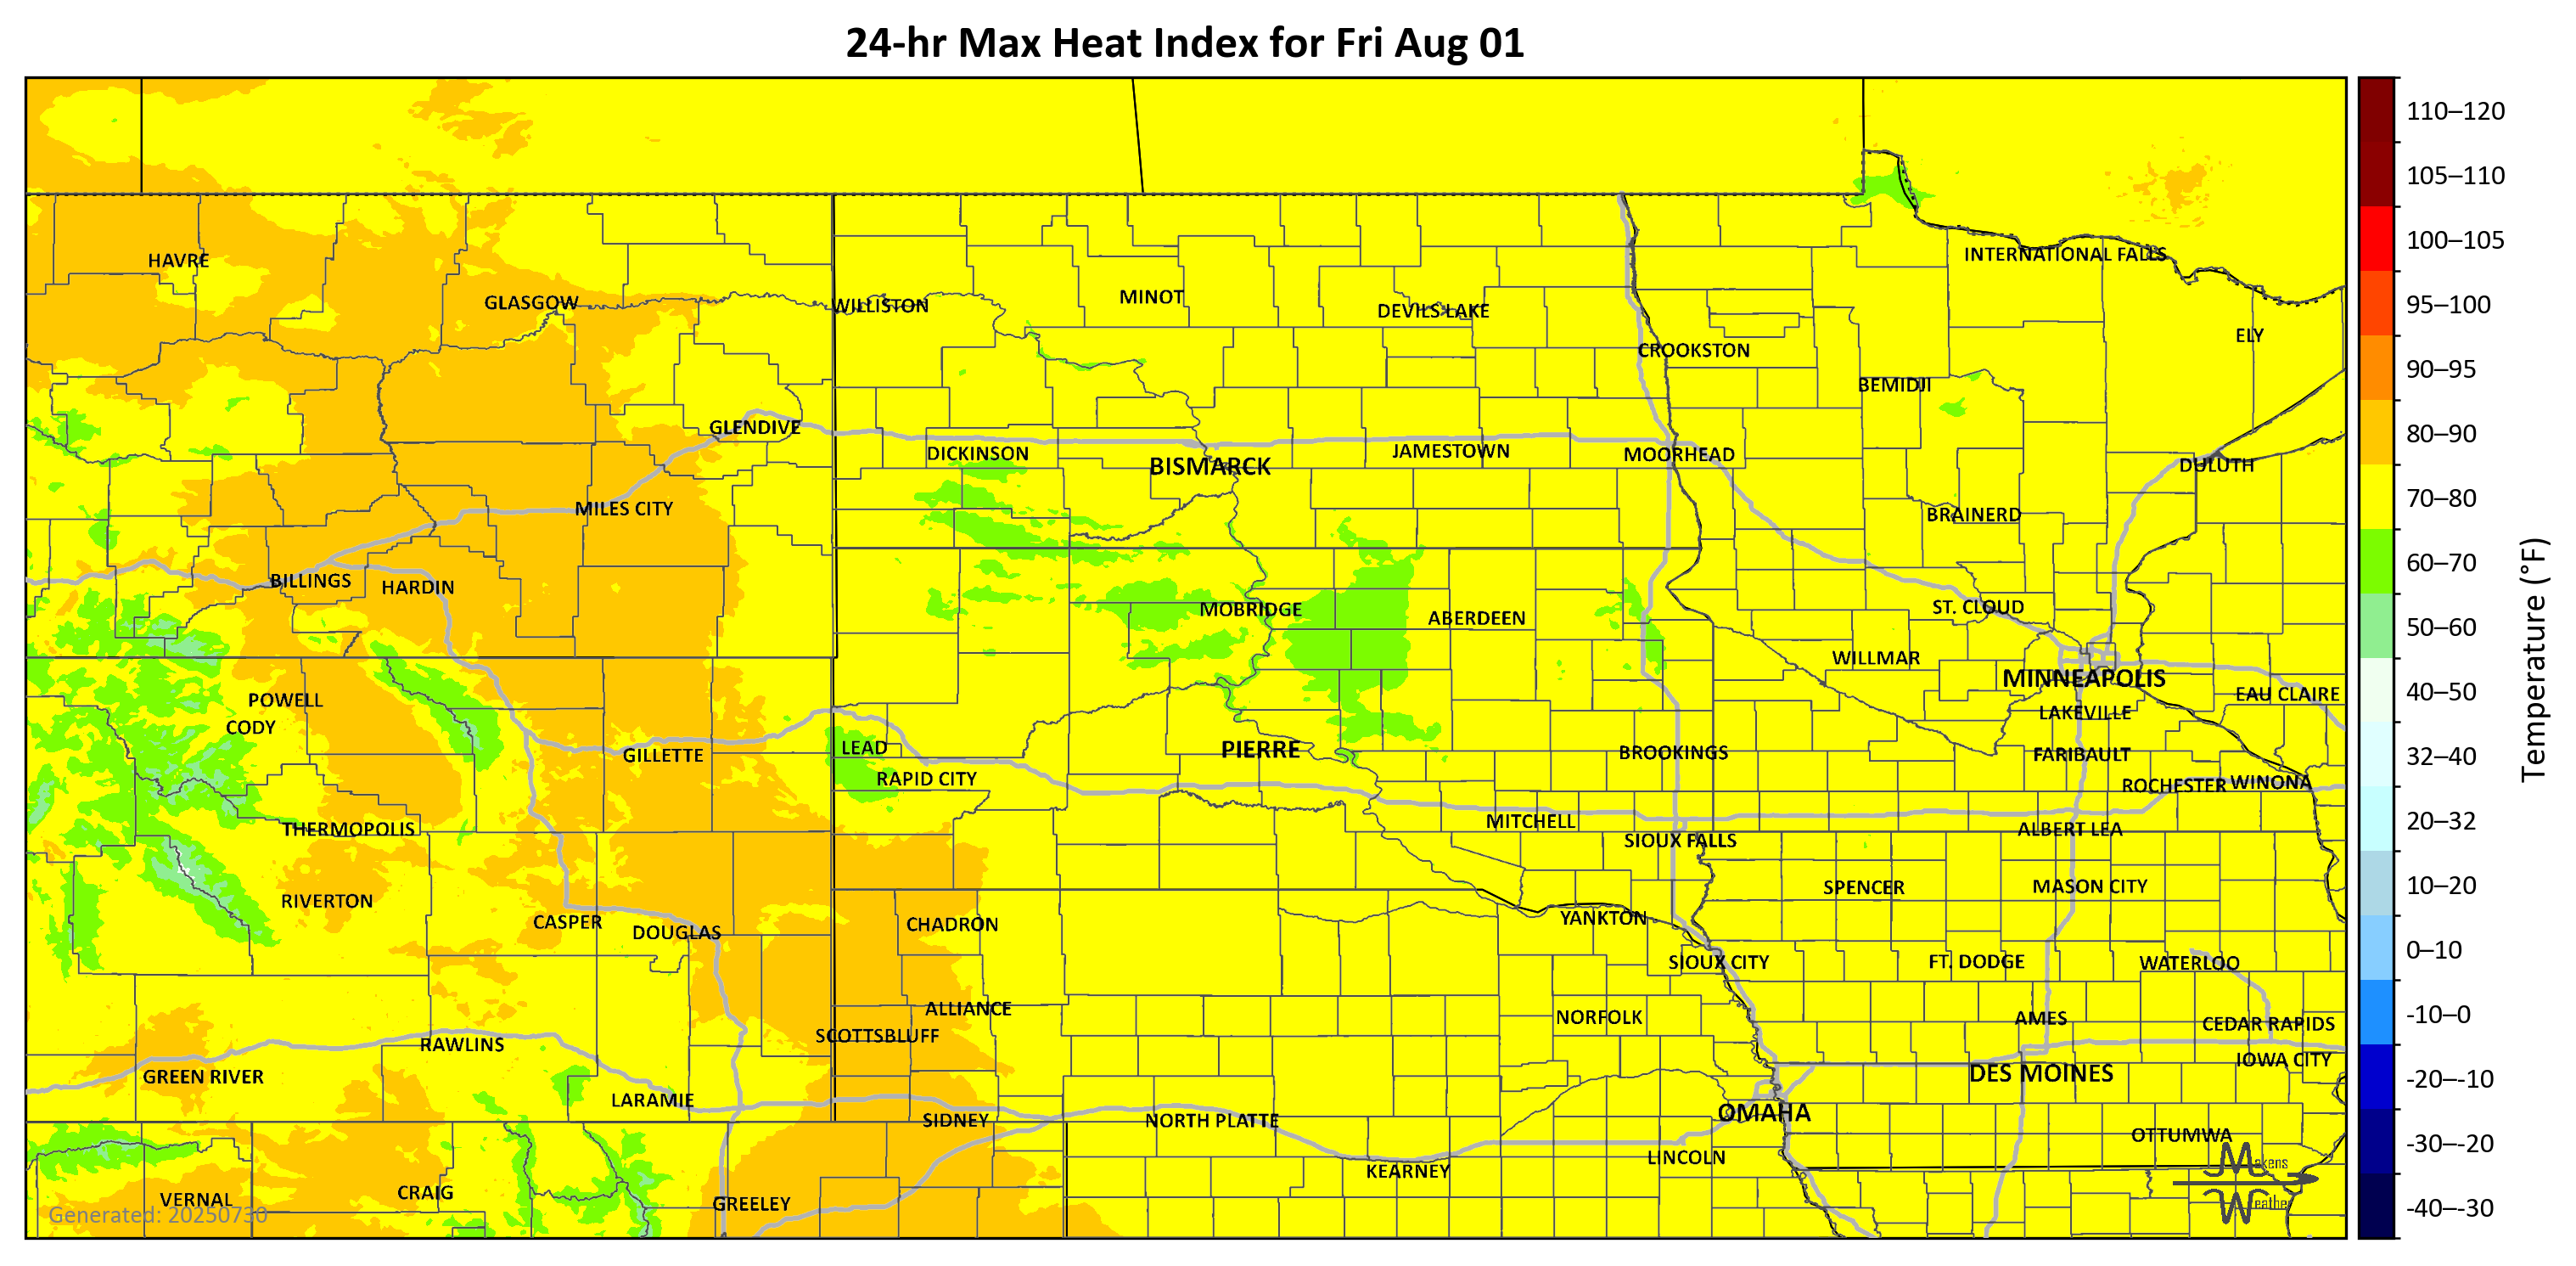 24-hr Max Heat Index for Fri Aug 01
HAVRE
GLASGOW
WILLISTON
MINOT
DEVILS LAKE
INTERNATIONAL FALLS
ELY
CROOKSTON
BEMIDJI
GLENDIVE
DICKINSON
BISMARCK
JAMESTOWN
MOORHEAD
DULUTH
MILES CITY
BRAINERD
BILLINGS
HARDIN
MOBRIDGE
ABERDEEN
ST. CLOUD
WILLMAR
MINNEAPOLIS
EAU CLAIRE
POWELL
CODY
LAKEVILLE
GILLETTE
LEAD
PIERRE
BROOKINGS
FARIBAULT
RAPID CITY
ROCHESTER
WINONA
THERMOPOLIS
MITCHELL
SIOUX FALLS
ALBERT LEA
RIVERTON
SPENCER
MASON CITY
CASPER
DOUGLAS
CHADRON
YANKTON
SIOUX CITY
FT. DODGE
WATERLOO
ALLIANCE
NORFOLK
AMES
CEDAR RAPIDS
SCOTTSBLUFF
RAWLINS
IOWA CITY
GREEN RIVER
DES MOINES
LARAMIE
SIDNEY
NORTH PLATTE
OMAHA
OTTUMWA
LINCOLN
KEARNEY
VERNAL
CRAIG
GREELEY
Generated: 20250730
Makens
Weather
110–120
105–110
100–105
95–100
90–95
80–90
70–80
60–70
50–60
40–50
32–40
20–32
10–20
0–10
-10–0
-20–-10
-30–-20
-40–-30
Temperature (°F)